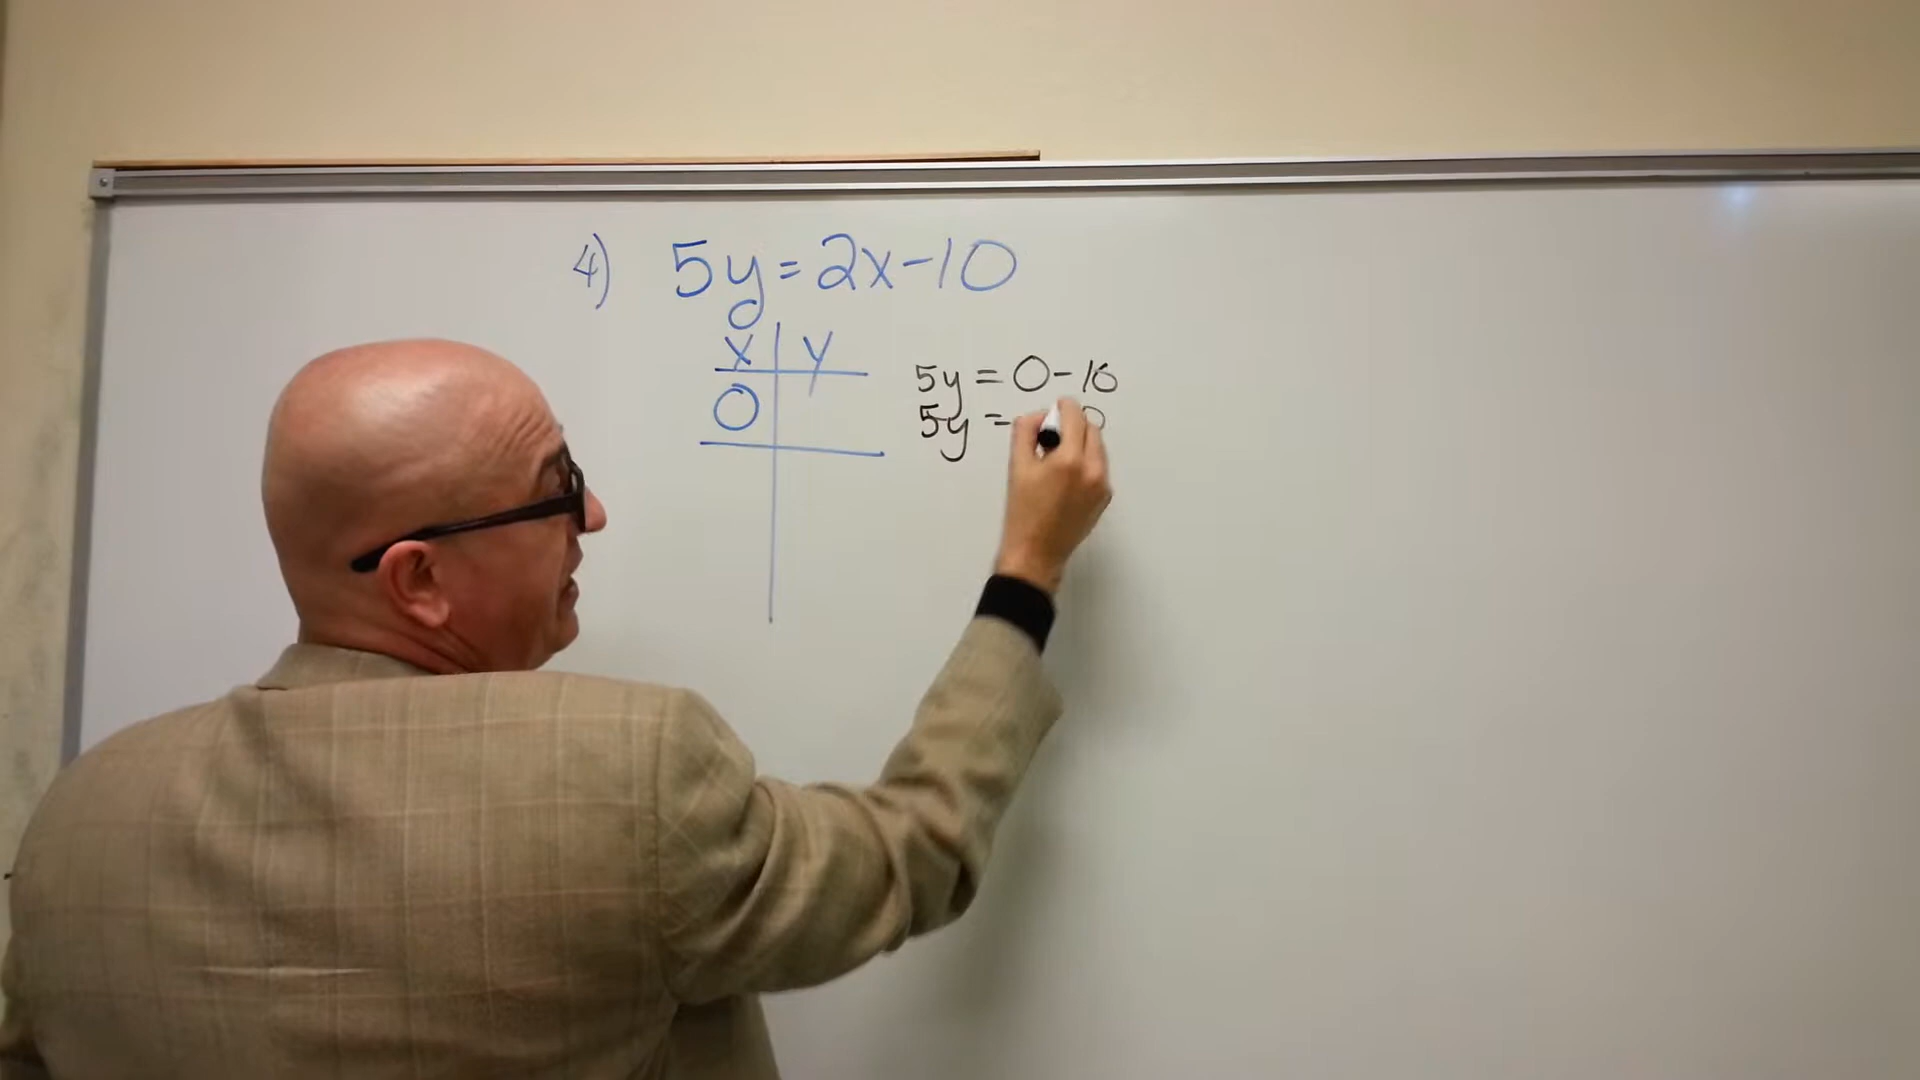 4) 5y=2x-10
x y
0
5y = 0-10
5y =